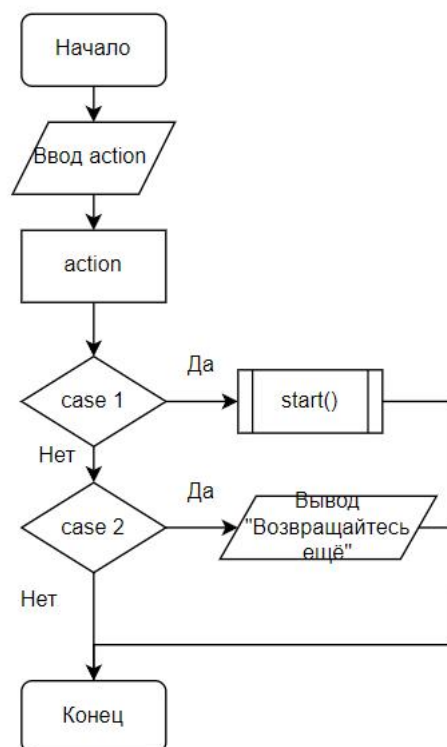 Начало
Ввод action
action
case 1
Да
start()
Нет
case 2
Да
Вывод
"Возвращайтесь
ещё"
Нет
Конец